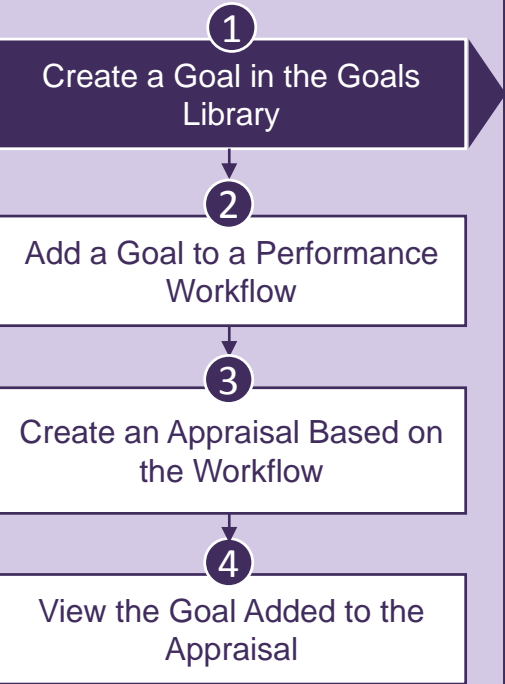 1
Create a Goal in the Goals
Library
2
Add a Goal to a Performance
Workflow
3
Create an Appraisal Based on
the Workflow
4
View the Goal Added to the
Appraisal